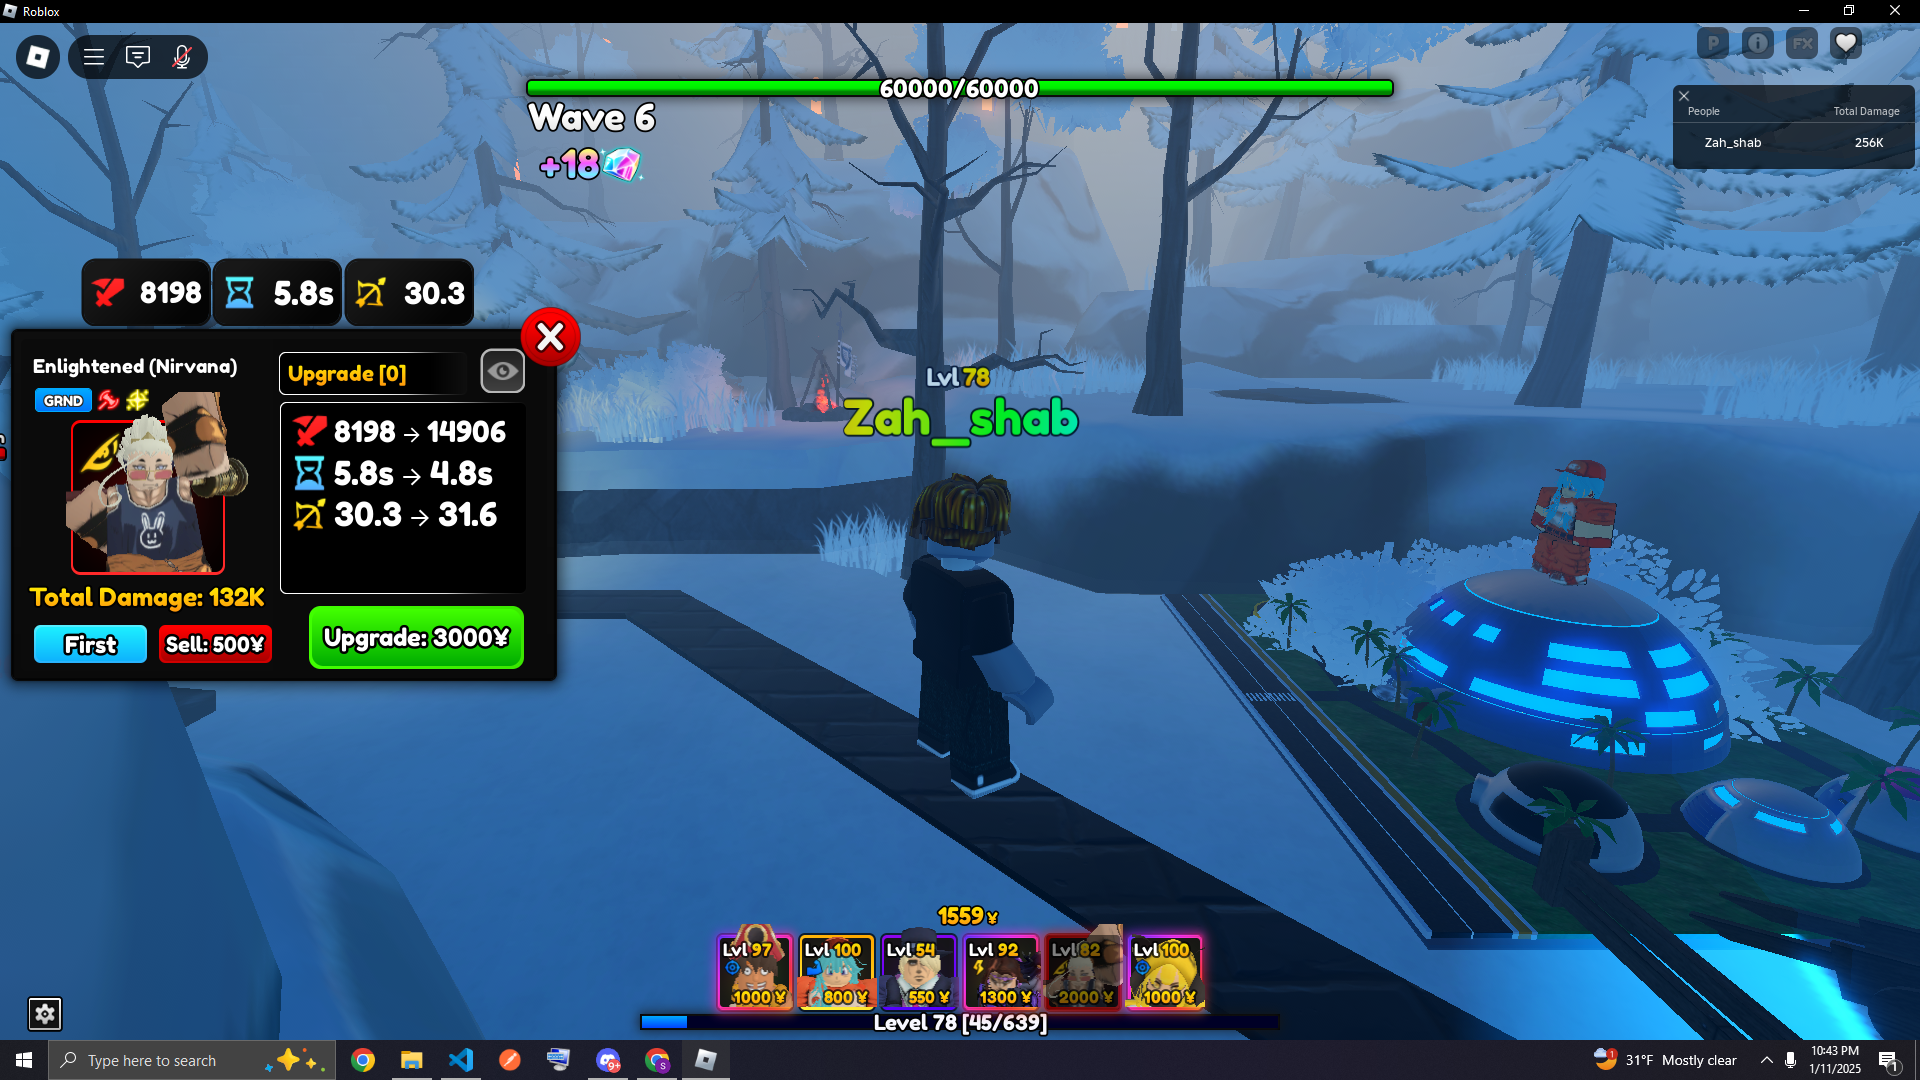 Roblox
P
FX
60000/60000
Wave 6
+18
People Total Damage
Zah_shab 256K
8198 5.8s 30.3
Enlightened (Nirvana)
GRND
Upgrade [0]
8198 → 14906
5.8s → 4.8s
30.3 → 31.6
Total Damage: 132K
First
Sell: 500¥
Upgrade: 3000¥
Lvl 78
Zah_shab
1559 ¥
Lvl 97 Lvl 100 Lvl 54 Lvl 92 Lvl 82 Lvl 100
1000 ¥ 800 ¥ 550 ¥ 1300 ¥ 2000 ¥ 1000 ¥
Level 78 [45/639]
Type here to search
9+
S
1
31°F Mostly clear
10:43 PM
1/11/2025
1